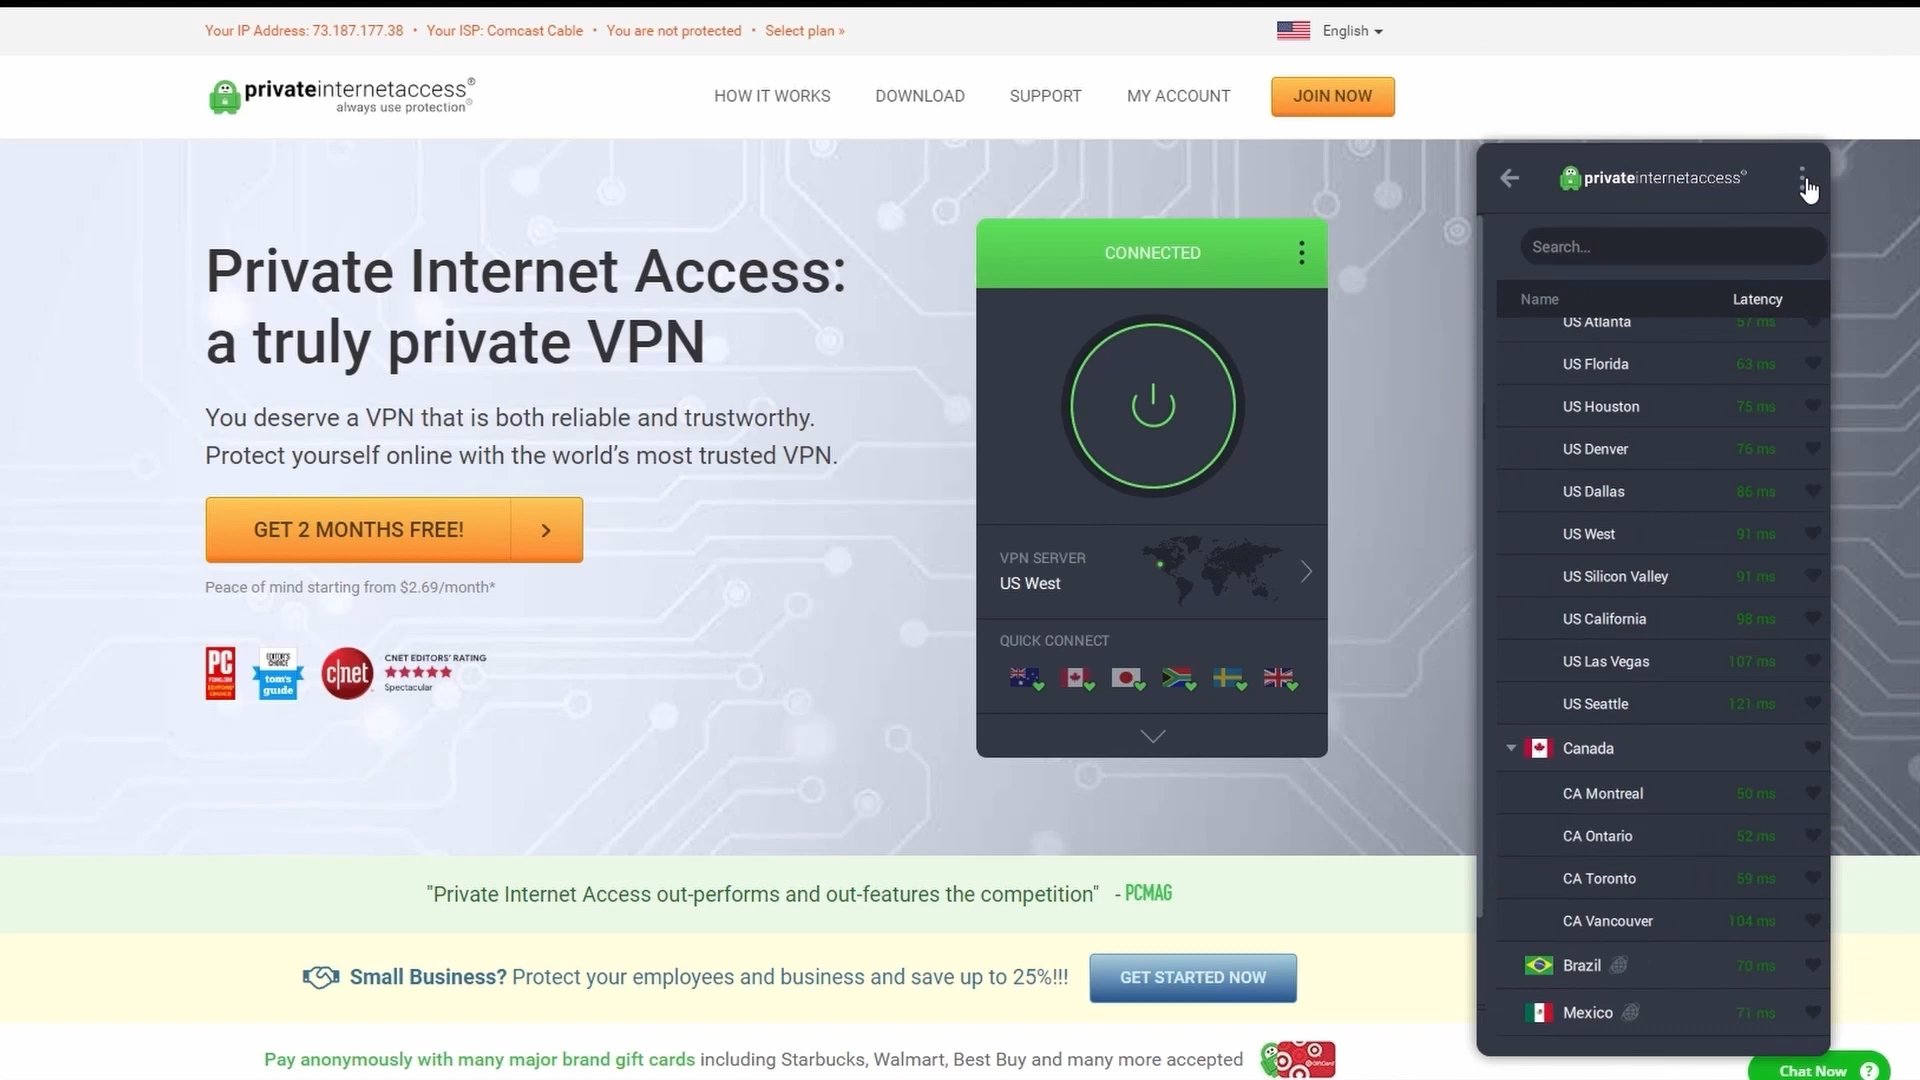 Your IP Address: 73.187.177.38 • Your ISP: Comcast Cable • You are not protected • Select plan »
English
privateinternetaccess®
always use protection®
HOW IT WORKS
DOWNLOAD
SUPPORT
MY ACCOUNT
JOIN NOW
Private Internet Access:
a truly private VPN
You deserve a VPN that is both reliable and trustworthy.
Protect yourself online with the world's most trusted VPN.
GET 2 MONTHS FREE!
Peace of mind starting from $2.69/month*
PC
EDITOR'S
CHOICE
tom's
guide
c|net
CNET EDITORS' RATING
Spectacular
CONNECTED
VPN SERVER
US West
QUICK CONNECT
privateinternetaccess®
Search...
Name Latency
US Atlanta 57 ms
US Florida 63 ms
US Houston 75 ms
US Denver 76 ms
US Dallas 86 ms
US West 91 ms
US Silicon Valley 91 ms
US California 98 ms
US Las Vegas 107 ms
US Seattle 121 ms
Canada
CA Montreal 50 ms
CA Ontario 52 ms
CA Toronto 59 ms
CA Vancouver 104 ms
Brazil 70 ms
Mexico 71 ms
"Private Internet Access out-performs and out-features the competition" - PCMAG
Small Business? Protect your employees and business and save up to 25%!!!
GET STARTED NOW
Pay anonymously with many major brand gift cards including Starbucks, Walmart, Best Buy and many more accepted
Chat Now ?